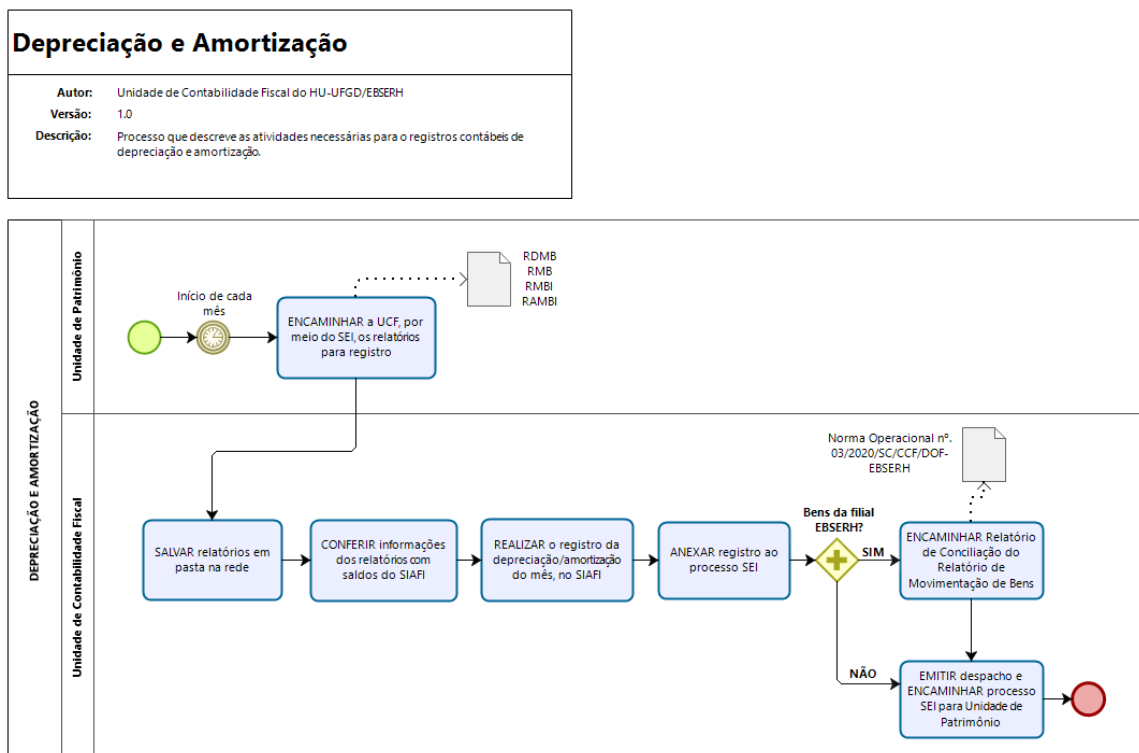 Depreciação e Amortização
Autor: Unidade de Contabilidade Fiscal do HU-UFGD/EBSERH
Versão: 1.0
Descrição: Processo que descreve as atividades necessárias para o registros contábeis de
depreciação e amortização.
DEPRECIAÇÃO E AMORTIZAÇÃO
Unidade de Patrimônio
Início de cada
mês
ENCAMINHAR a UCF, por
meio do SEI, os relatórios
para registro
RDMB
RMB
RMBI
RAMBI
Unidade de Contabilidade Fiscal
SALVAR relatórios em
pasta na rede
CONFERIR informações
dos relatórios com
saldos do SIAFI
REALIZAR o registro da
depreciação/amortização
do mês, no SIAFI
ANEXAR registro ao
processo SEI
Bens da filial
EBSERH?
SIM
NÃO
Norma Operacional nº.
03/2020/SC/CCF/DOF-
EBSERH
ENCAMINHAR Relatório
de Conciliação do
Relatório de
Movimentação de Bens
EMITIR despacho e
ENCAMINHAR processo
SEI para Unidade de
Patrimônio